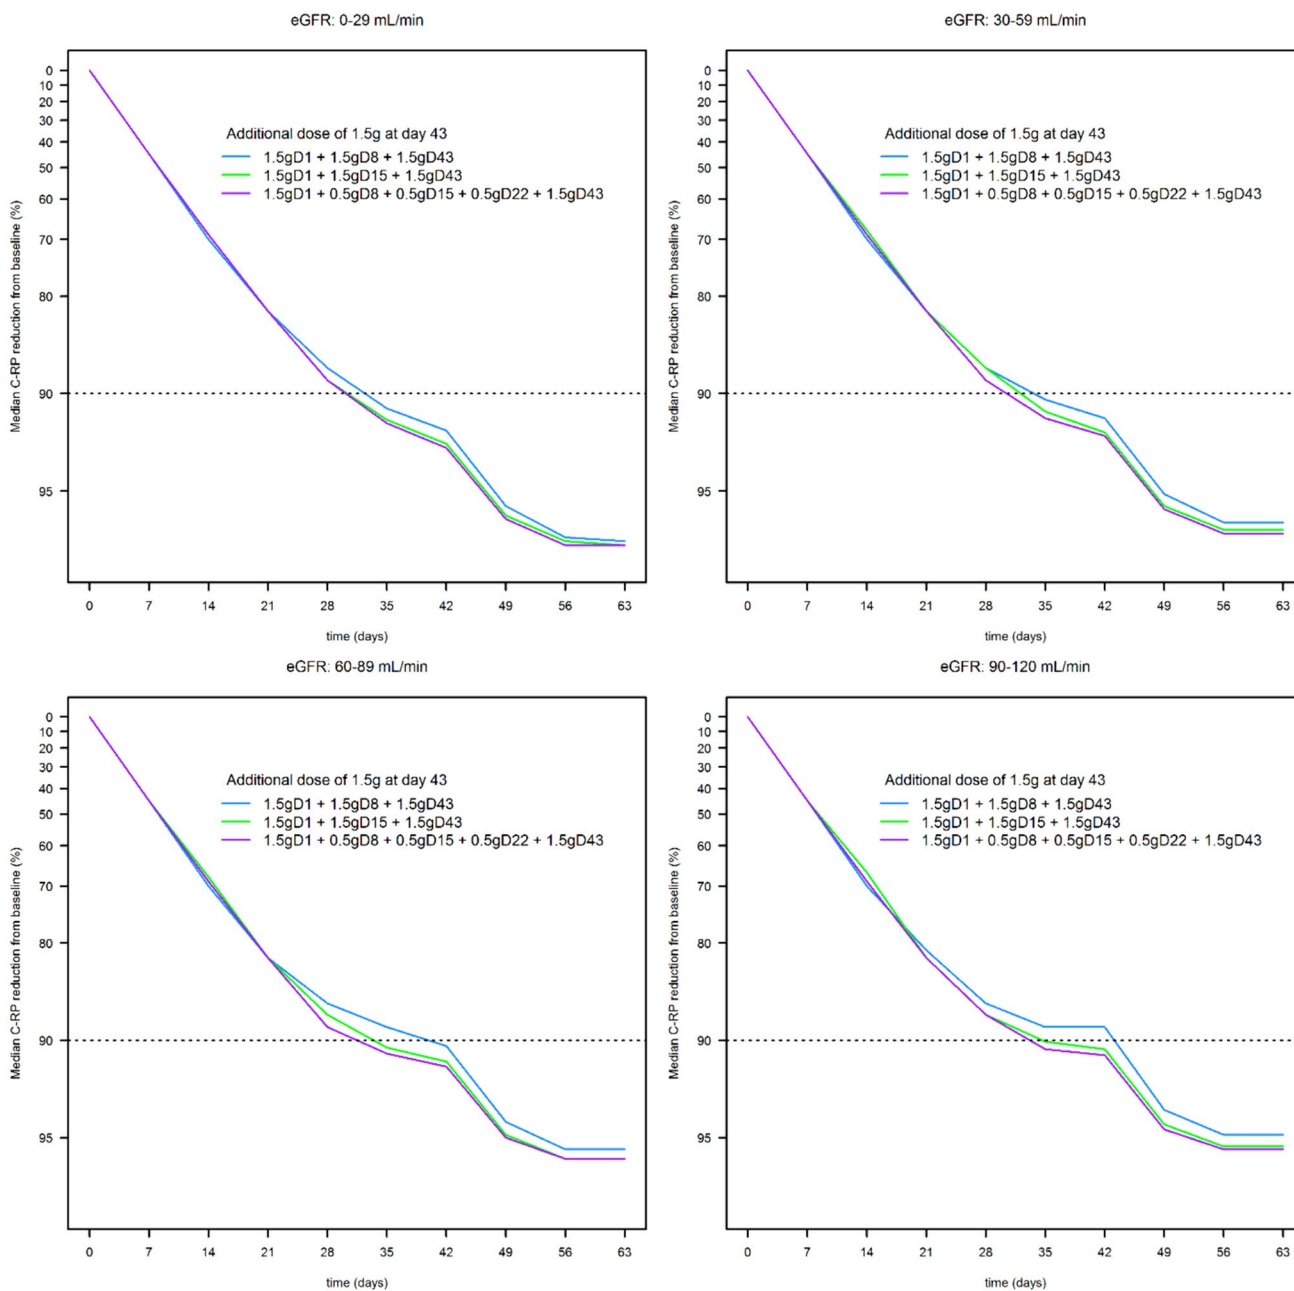 eGFR: 0-29 mL/min
Median C-RP reduction from baseline (%)
0
10
20
30
40
50
60
70
80
90
95
Additional dose of 1.5g at day 43
1.5gD1 + 1.5gD8 + 1.5gD43
1.5gD1 + 1.5gD15 + 1.5gD43
1.5gD1 + 0.5gD8 + 0.5gD15 + 0.5gD22 + 1.5gD43
0 7 14 21 28 35 42 49 56 63
time (days)
eGFR: 30-59 mL/min
Median C-RP reduction from baseline (%)
0
10
20
30
40
50
60
70
80
90
95
Additional dose of 1.5g at day 43
1.5gD1 + 1.5gD8 + 1.5gD43
1.5gD1 + 1.5gD15 + 1.5gD43
1.5gD1 + 0.5gD8 + 0.5gD15 + 0.5gD22 + 1.5gD43
0 7 14 21 28 35 42 49 56 63
time (days)
eGFR: 60-89 mL/min
Median C-RP reduction from baseline (%)
0
10
20
30
40
50
60
70
80
90
95
Additional dose of 1.5g at day 43
1.5gD1 + 1.5gD8 + 1.5gD43
1.5gD1 + 1.5gD15 + 1.5gD43
1.5gD1 + 0.5gD8 + 0.5gD15 + 0.5gD22 + 1.5gD43
0 7 14 21 28 35 42 49 56 63
time (days)
eGFR: 90-120 mL/min
Median C-RP reduction from baseline (%)
0
10
20
30
40
50
60
70
80
90
95
Additional dose of 1.5g at day 43
1.5gD1 + 1.5gD8 + 1.5gD43
1.5gD1 + 1.5gD15 + 1.5gD43
1.5gD1 + 0.5gD8 + 0.5gD15 + 0.5gD22 + 1.5gD43
0 7 14 21 28 35 42 49 56 63
time (days)